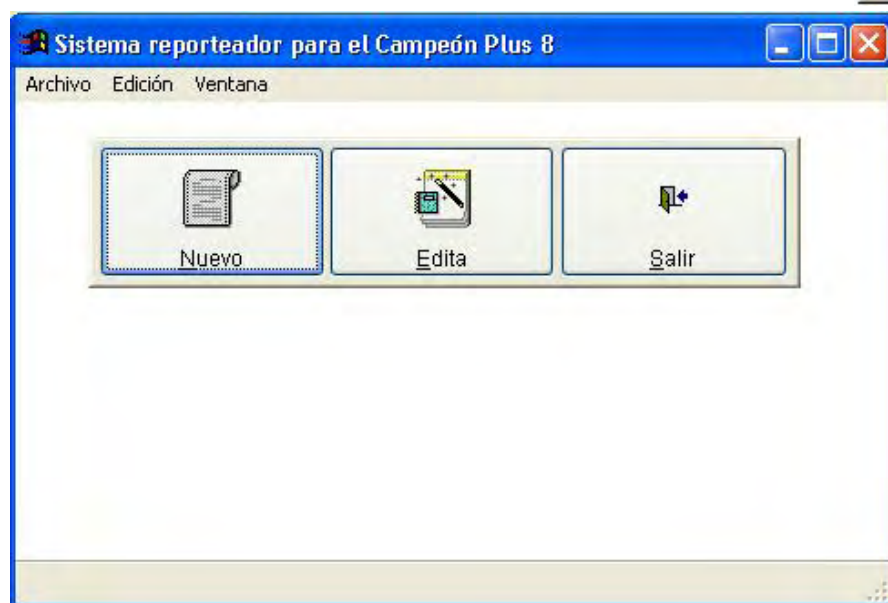 Sistema reporteador para el Campeón Plus 8
Archivo Edición Ventana
Nuevo Edita Salir